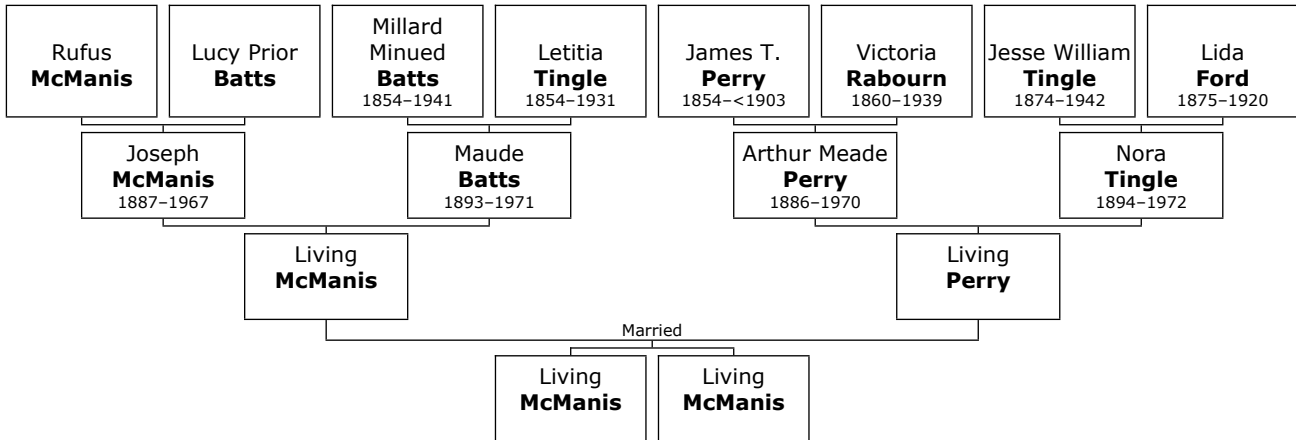 Rufus
McManis
Lucy Prior
Batts
Millard
Minued
Batts
1854–1941
Letitia
Tingle
1854–1931
James T.
Perry
1854–<1903
Victoria
Rabourn
1860–1939
Jesse William
Tingle
1874–1942
Lida
Ford
1875–1920
Joseph
McManis
1887–1967
Maude
Batts
1893–1971
Arthur Meade
Perry
1886–1970
Nora
Tingle
1894–1972
Living
McManis
Living
Perry
Married
Living
McManis
Living
McManis